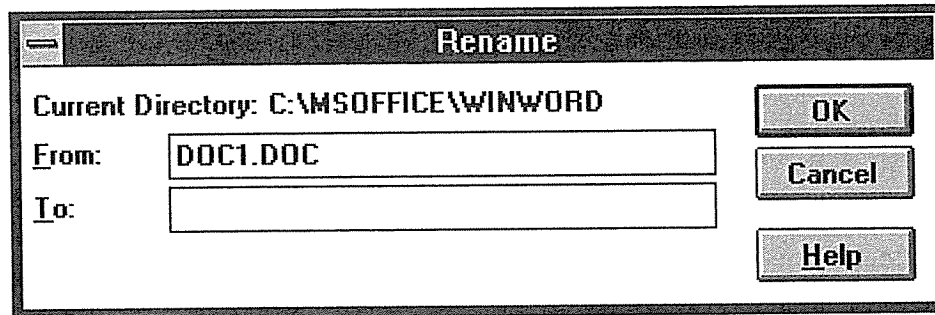 Rename
Current Directory: C:\MSOFFICE\WINWORD
From: DOC1.DOC
To:
OK
Cancel
Help